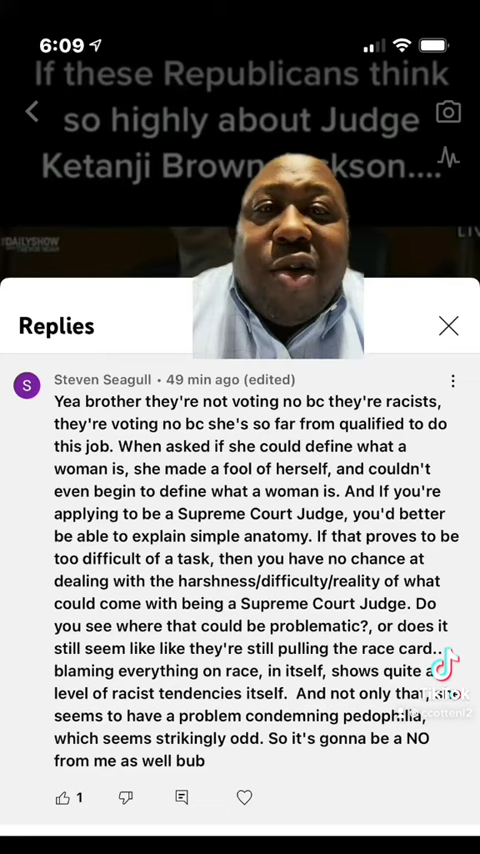 6:09
If these Republicans think
so highly about Judge
Ketanji Brown kson....
THE DAILY SHOW
LI
Replies
S
Steven Seagull • 49 min ago (edited)
Yea brother they're not voting no bc they're racists,
they're voting no bc she's so far from qualified to do
this job. When asked if she could define what a
woman is, she made a fool of herself, and couldn't
even begin to define what a woman is. And If you're
applying to be a Supreme Court Judge, you'd better
be able to explain simple anatomy. If that proves to be
too difficult of a task, then you have no chance at
dealing with the harshness/difficulty/reality of what
could come with being a Supreme Court Judge. Do
you see where that could be problematic?, or does it
still seem like like they're still pulling the race card..
blaming everything on race, in itself, shows quite a
level of racist tendencies itself. And not only that,
seems to have a problem condemning pedophilia,
which seems strikingly odd. So it's gonna be a NO
from me as well bub
TikTok
1